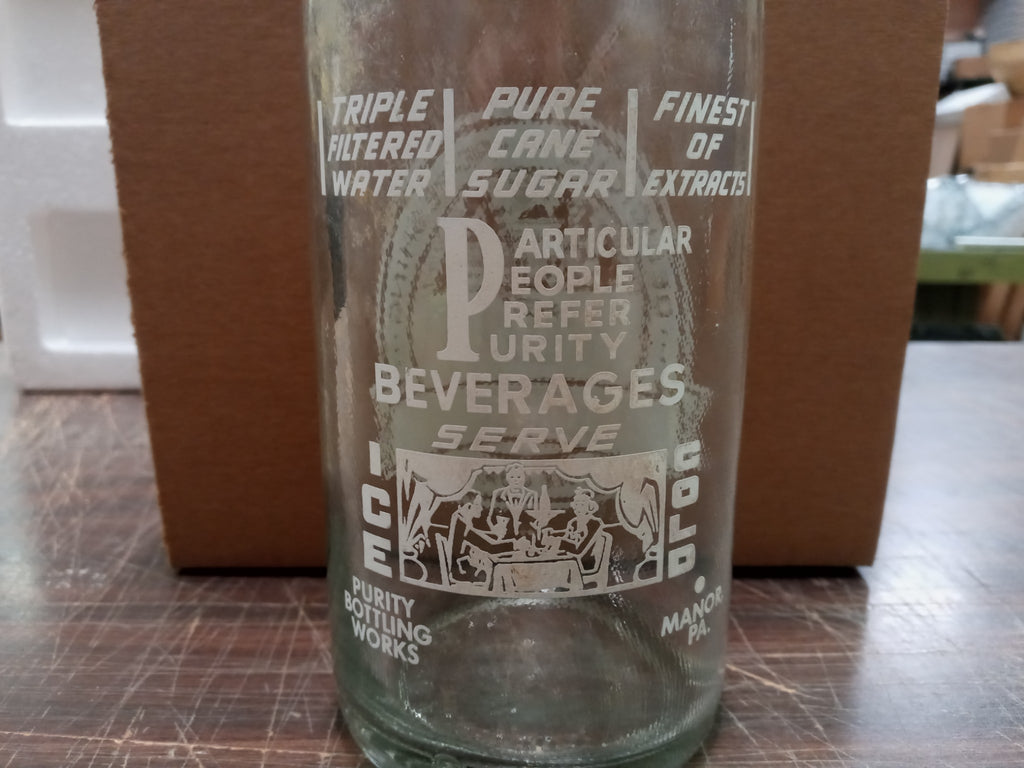 TRIPLE FILTERED WATER
PURE CANE SUGAR
FINEST OF EXTRACTS
PARTICULAR
PEOPLE
PREFER
PURITY
BEVERAGES
SERVE
ICE
COLD
PURITY
BOTTLING
WORKS
MANOR
PA.